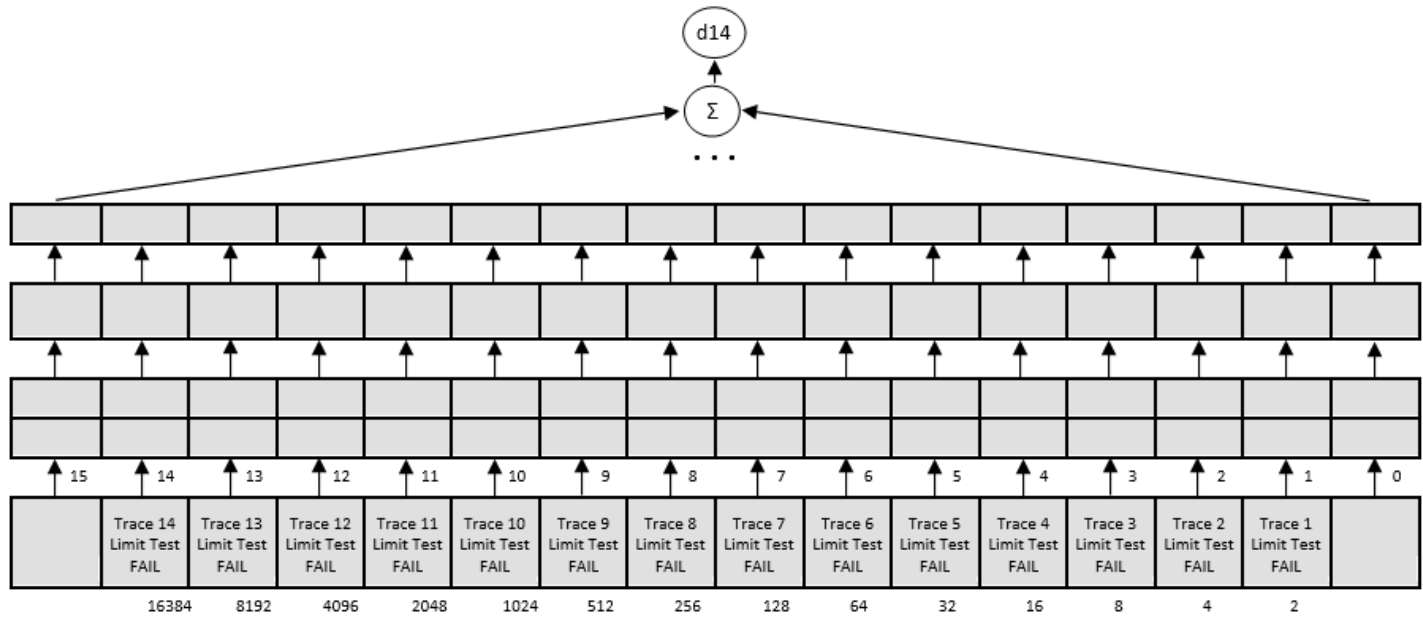 d14
Σ
...
15 14 13 12 11 10 9 8 7 6 5 4 3 2 1 0
Trace 14 Trace 13 Trace 12 Trace 11 Trace 10 Trace 9 Trace 8 Trace 7 Trace 6 Trace 5 Trace 4 Trace 3 Trace 2 Trace 1
Limit Test Limit Test Limit Test Limit Test Limit Test Limit Test Limit Test Limit Test Limit Test Limit Test Limit Test Limit Test Limit Test Limit Test
FAIL FAIL FAIL FAIL FAIL FAIL FAIL FAIL FAIL FAIL FAIL FAIL FAIL FAIL
16384 8192 4096 2048 1024 512 256 128 64 32 16 8 4 2